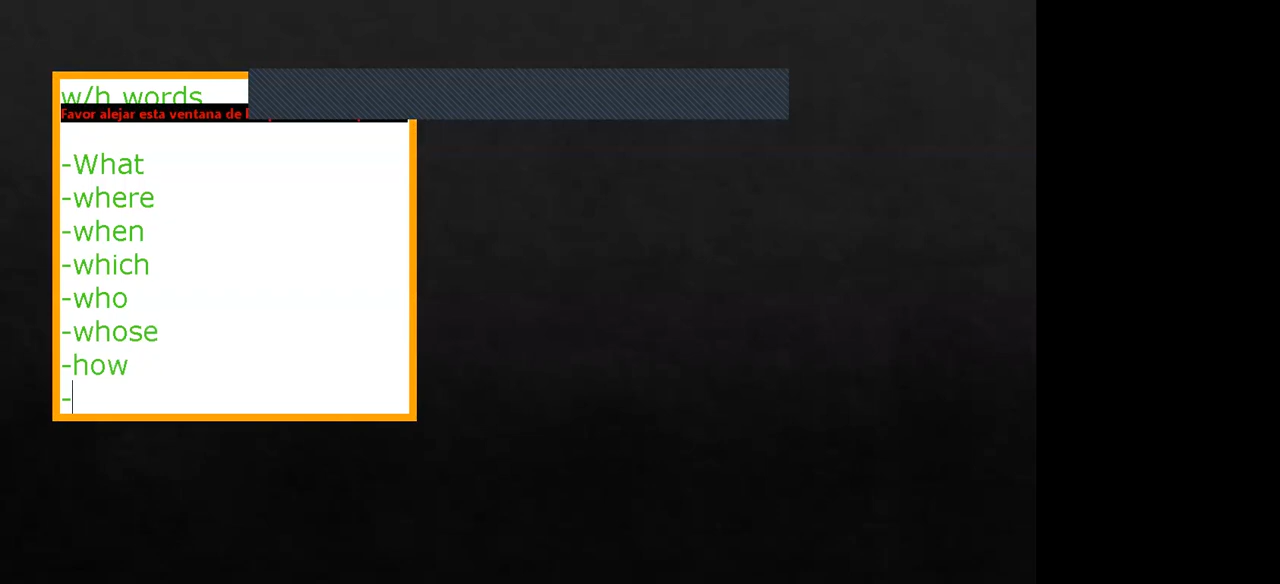 w/h words
Favor alejar esta ventana de
-What
-where
-when
-which
-who
-whose
-how
-